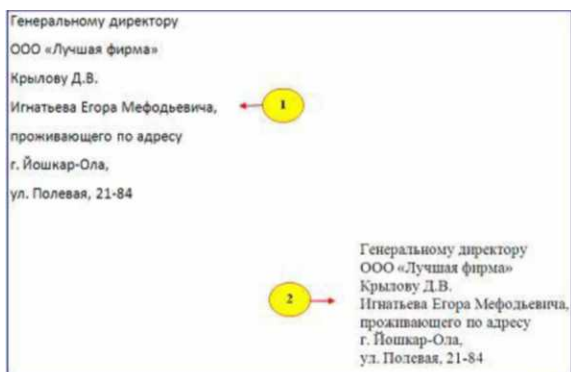 Генеральному директору
ООО «Лучшая фирма»
Крылову Д.В.
Игнатьева Егора Мефодьевича,
1
проживающего по адресу
г. Йошкар-Ола,
ул. Полевая, 21-84
Генеральному директору
ООО «Лучшая фирма»
Крылову Д.В.
2
Игнатьева Егора Мефодьевича,
проживающего по адресу
г. Йошкар-Ола,
ул. Полевая, 21-84